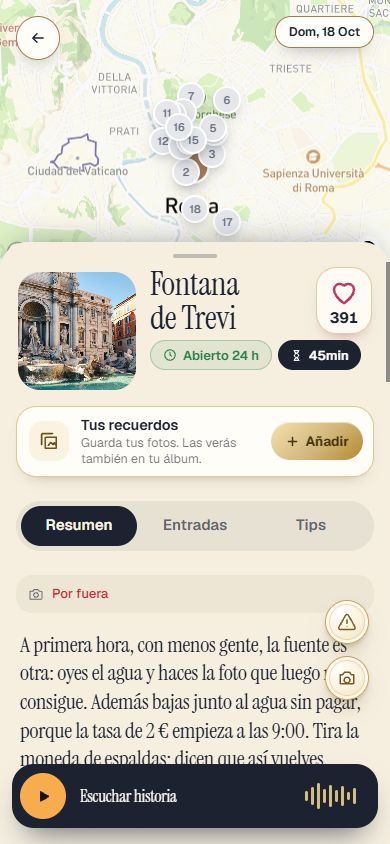 QUARTIERE
Dom, 18 Oct
TRIESTE
DELLA
VITTORIA
7
6
11
16
5
PRATI
12
15
3
2
Ciudad del Vaticano
Sapienza Università
di Roma
18
17
Fontana
de Trevi
391
Abierto 24 h
45min
Tus recuerdos
Guarda tus fotos. Las verás
también en tu álbum.
+ Añadir
Resumen
Entradas
Tips
Por fuera
A primera hora, con menos gente, la fuente es
otra: oyes el agua y haces la foto que luego
consigue. Además bajas junto al agua sin pagar,
porque la tasa de 2 € empieza a las 9:00. Tira la
moneda de espaldas: dicen que así vuelves
Escuchar historia